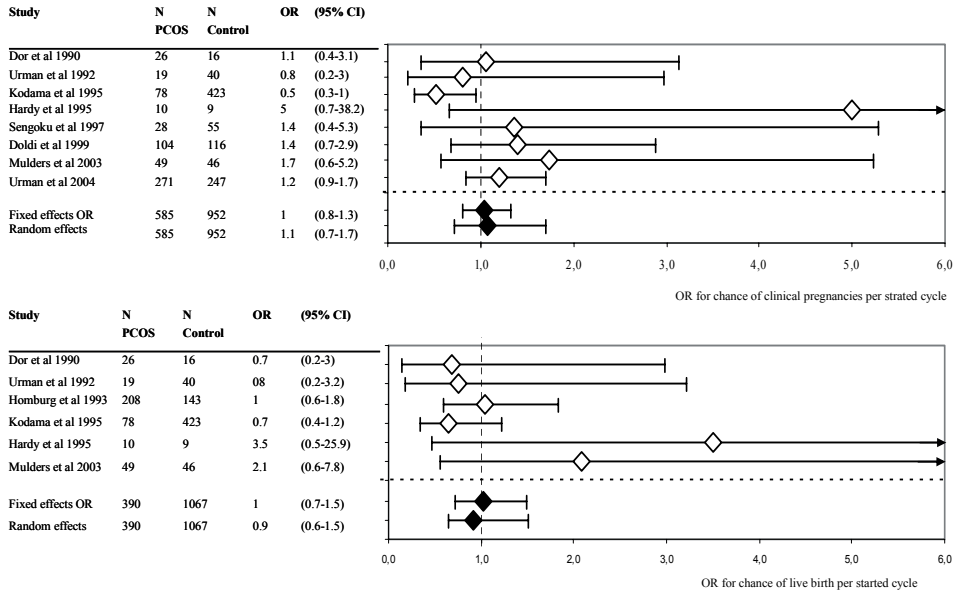 Study N N OR (95% CI)
PCOS Control
Dor et al 1990 26 16 1.1 (0.4-3.1)
Urman et al 1992 19 40 0.8 (0.2-3)
Kodama et al 1995 78 423 0.5 (0.3-1)
Hardy et al 1995 10 9 5 (0.7-38.2)
Sengoku et al 1997 28 55 1.4 (0.4-5.3)
Doldi et al 1999 104 116 1.4 (0.7-2.9)
Mulders et al 2003 49 46 1.7 (0.6-5.2)
Urman et al 2004 271 247 1.2 (0.9-1.7)
Fixed effects OR 585 952 1 (0.8-1.3)
Random effects 585 952 1.1 (0.7-1.7)
0,0 1,0 2,0 3,0 4,0 5,0 6,0
OR for chance of clinical pregnancies per strated cycle
Study N N OR (95% CI)
PCOS Control
Dor et al 1990 26 16 0.7 (0.2-3)
Urman et al 1992 19 40 08 (0.2-3.2)
Homburg et al 1993 208 143 1 (0.6-1.8)
Kodama et al 1995 78 423 0.7 (0.4-1.2)
Hardy et al 1995 10 9 3.5 (0.5-25.9)
Mulders et al 2003 49 46 2.1 (0.6-7.8)
Fixed effects OR 390 1067 1 (0.7-1.5)
Random effects 390 1067 0.9 (0.6-1.5)
0,0 1,0 2,0 3,0 4,0 5,0 6,0
OR for chance of live birth per started cycle